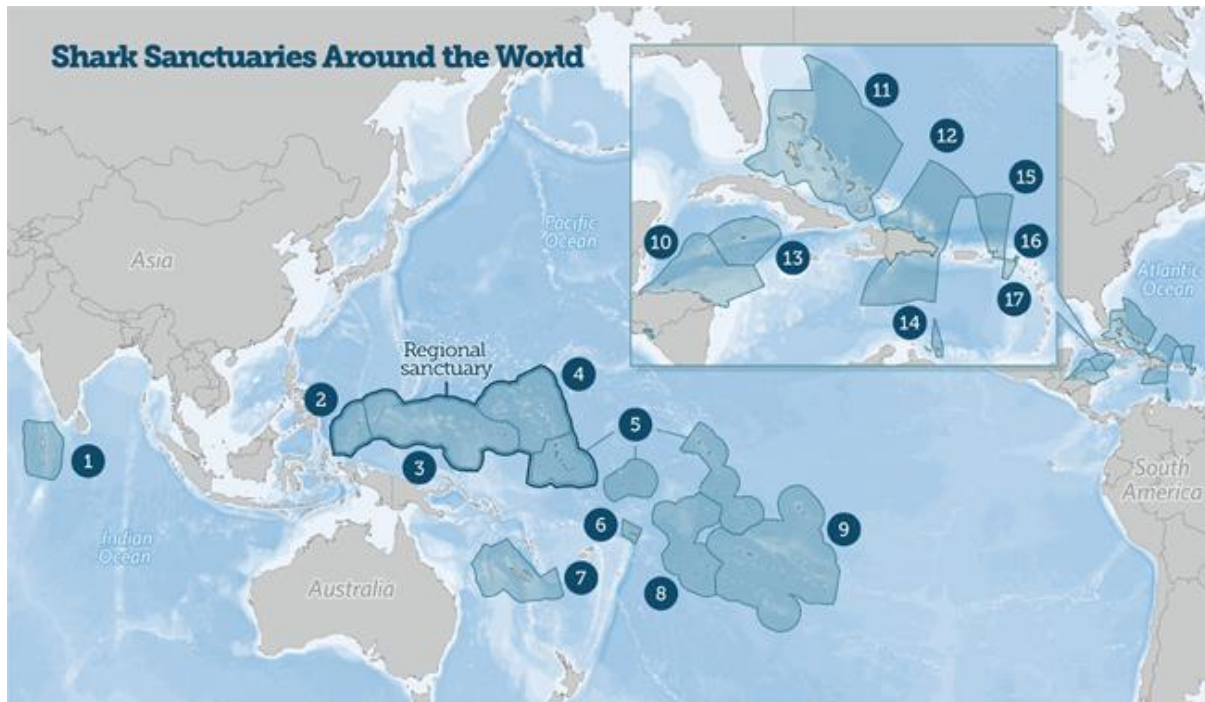 Shark Sanctuaries Around the World
11
12
15
Pacific
Ocean
10
16
Asia
13
Atlantic
Ocean
17
14
Regional
sanctuary
4
2
5
1
3
South
America
6
9
Indian
Ocean
7
Australia
8